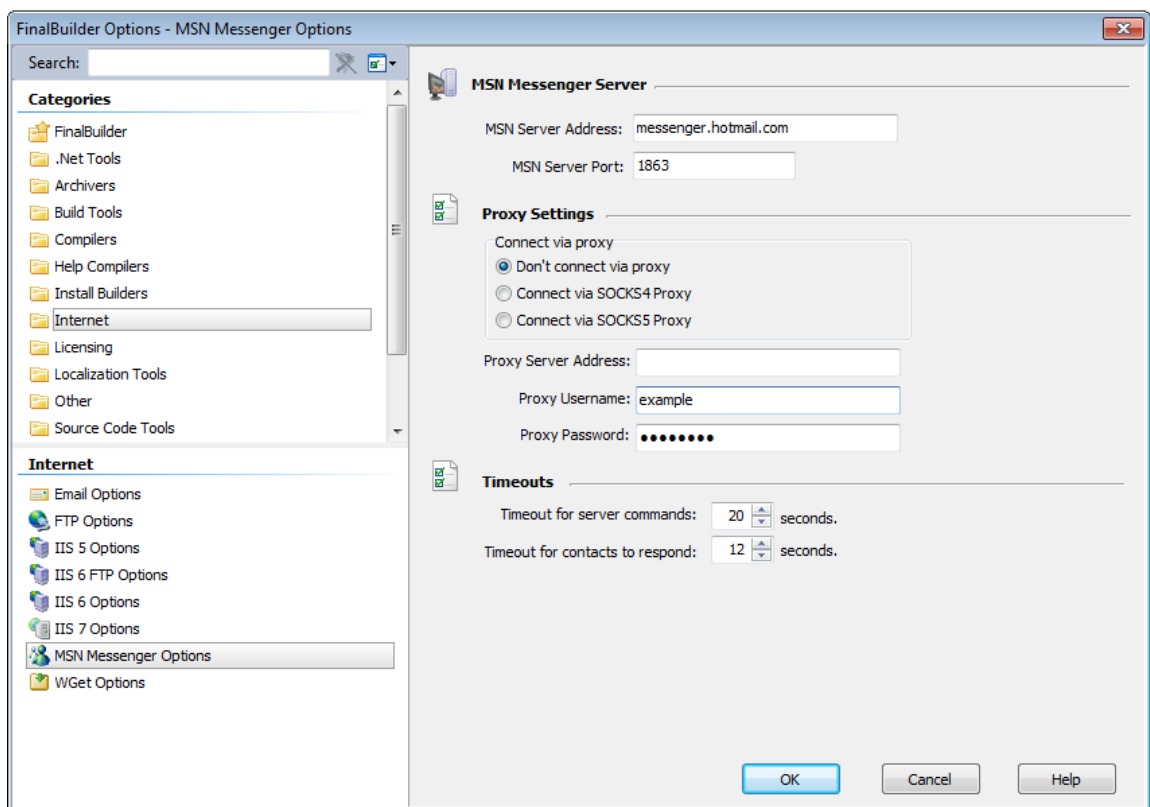 FinalBuilder Options - MSN Messenger Options
Search:
Categories
FinalBuilder
.Net Tools
Archivers
Build Tools
Compilers
Help Compilers
Install Builders
Internet
Licensing
Localization Tools
Other
Source Code Tools
Internet
Email Options
FTP Options
IIS 5 Options
IIS 6 FTP Options
IIS 6 Options
IIS 7 Options
MSN Messenger Options
WGet Options
MSN Messenger Server
MSN Server Address: messenger.hotmail.com
MSN Server Port: 1863
Proxy Settings
Connect via proxy
Don't connect via proxy
Connect via SOCKS4 Proxy
Connect via SOCKS5 Proxy
Proxy Server Address:
Proxy Username: example
Proxy Password: ●●●●●●●●
Timeouts
Timeout for server commands: 20 seconds.
Timeout for contacts to respond: 12 seconds.
OK Cancel Help